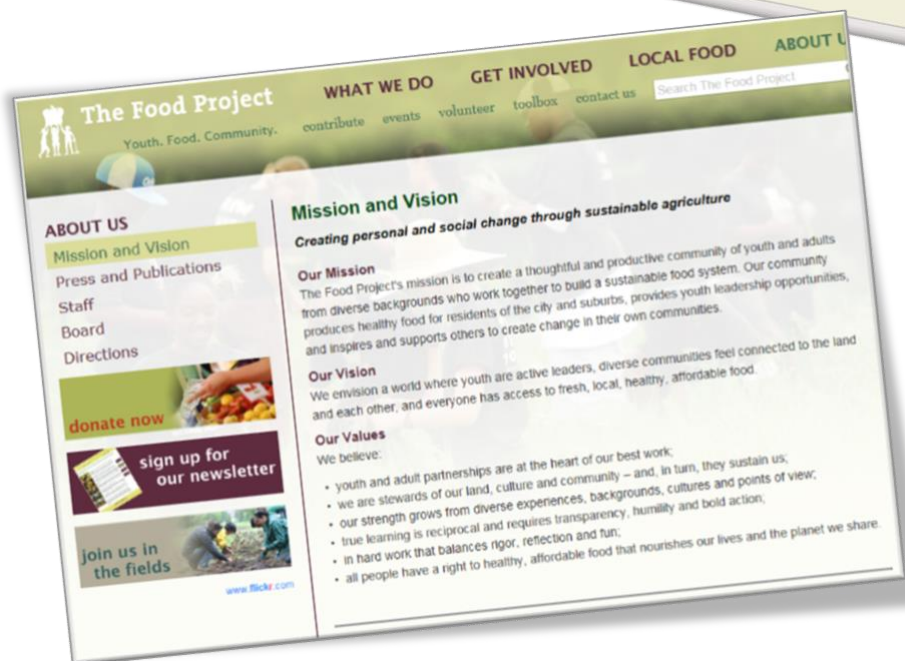 The Food Project
Youth. Food. Community.
WHAT WE DO GET INVOLVED LOCAL FOOD ABOUT U
contribute events volunteer toolbox contact us Search The Food Project
ABOUT US
Mission and Vision
Press and Publications
Staff
Board
Directions
donate now
sign up for
our newsletter
join us in
the fields
www.flickr.com
Mission and Vision
Creating personal and social change through sustainable agriculture
Our Mission
The Food Project's mission is to create a thoughtful and productive community of youth and adults
from diverse backgrounds who work together to build a sustainable food system. Our community
produces healthy food for residents of the city and suburbs, provides youth leadership opportunities,
and inspires and supports others to create change in their own communities.
Our Vision
We envision a world where youth are active leaders, diverse communities feel connected to the land
and each other, and everyone has access to fresh, local, healthy, affordable food.
Our Values
We believe:
• youth and adult partnerships are at the heart of our best work;
• we are stewards of our land, culture and community – and, in turn, they sustain us;
• our strength grows from diverse experiences, backgrounds, cultures and points of view;
• true learning is reciprocal and requires transparency, humility and bold action;
• in hard work that balances rigor, reflection and fun;
• all people have a right to healthy, affordable food that nourishes our lives and the planet we share.